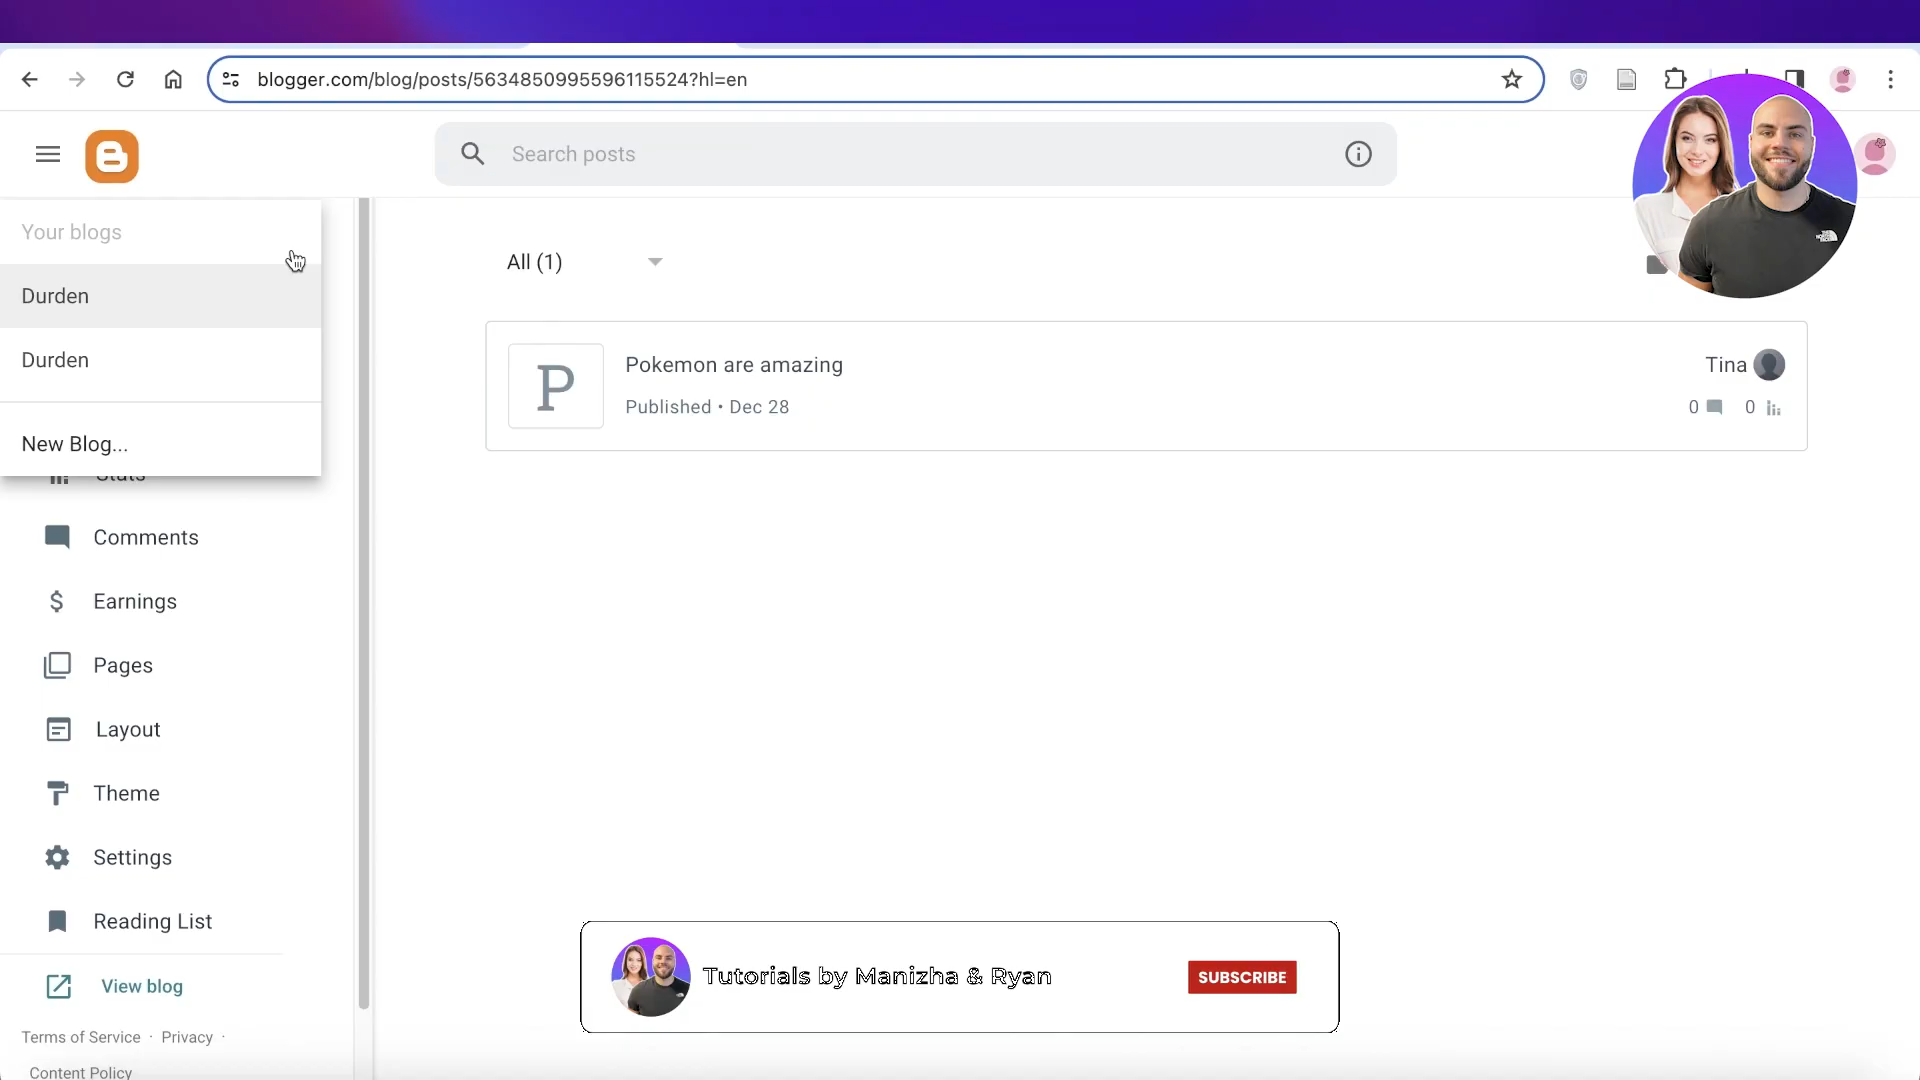 blogger.com/blog/posts/5634850995596115524?hl=en
Search posts
Your blogs
Durden
Durden
New Blog...
Stats
Comments
Earnings
Pages
Layout
Theme
Settings
Reading List
View blog
Terms of Service · Privacy ·
Content Policy
All (1)
P
Pokemon are amazing
Tina
Published • Dec 28
0 0
Tutorials by Manizha & Ryan
SUBSCRIBE